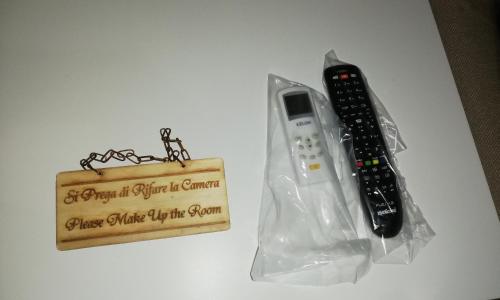 Si Prega di Rifare la Camera
Please Make Up the Room